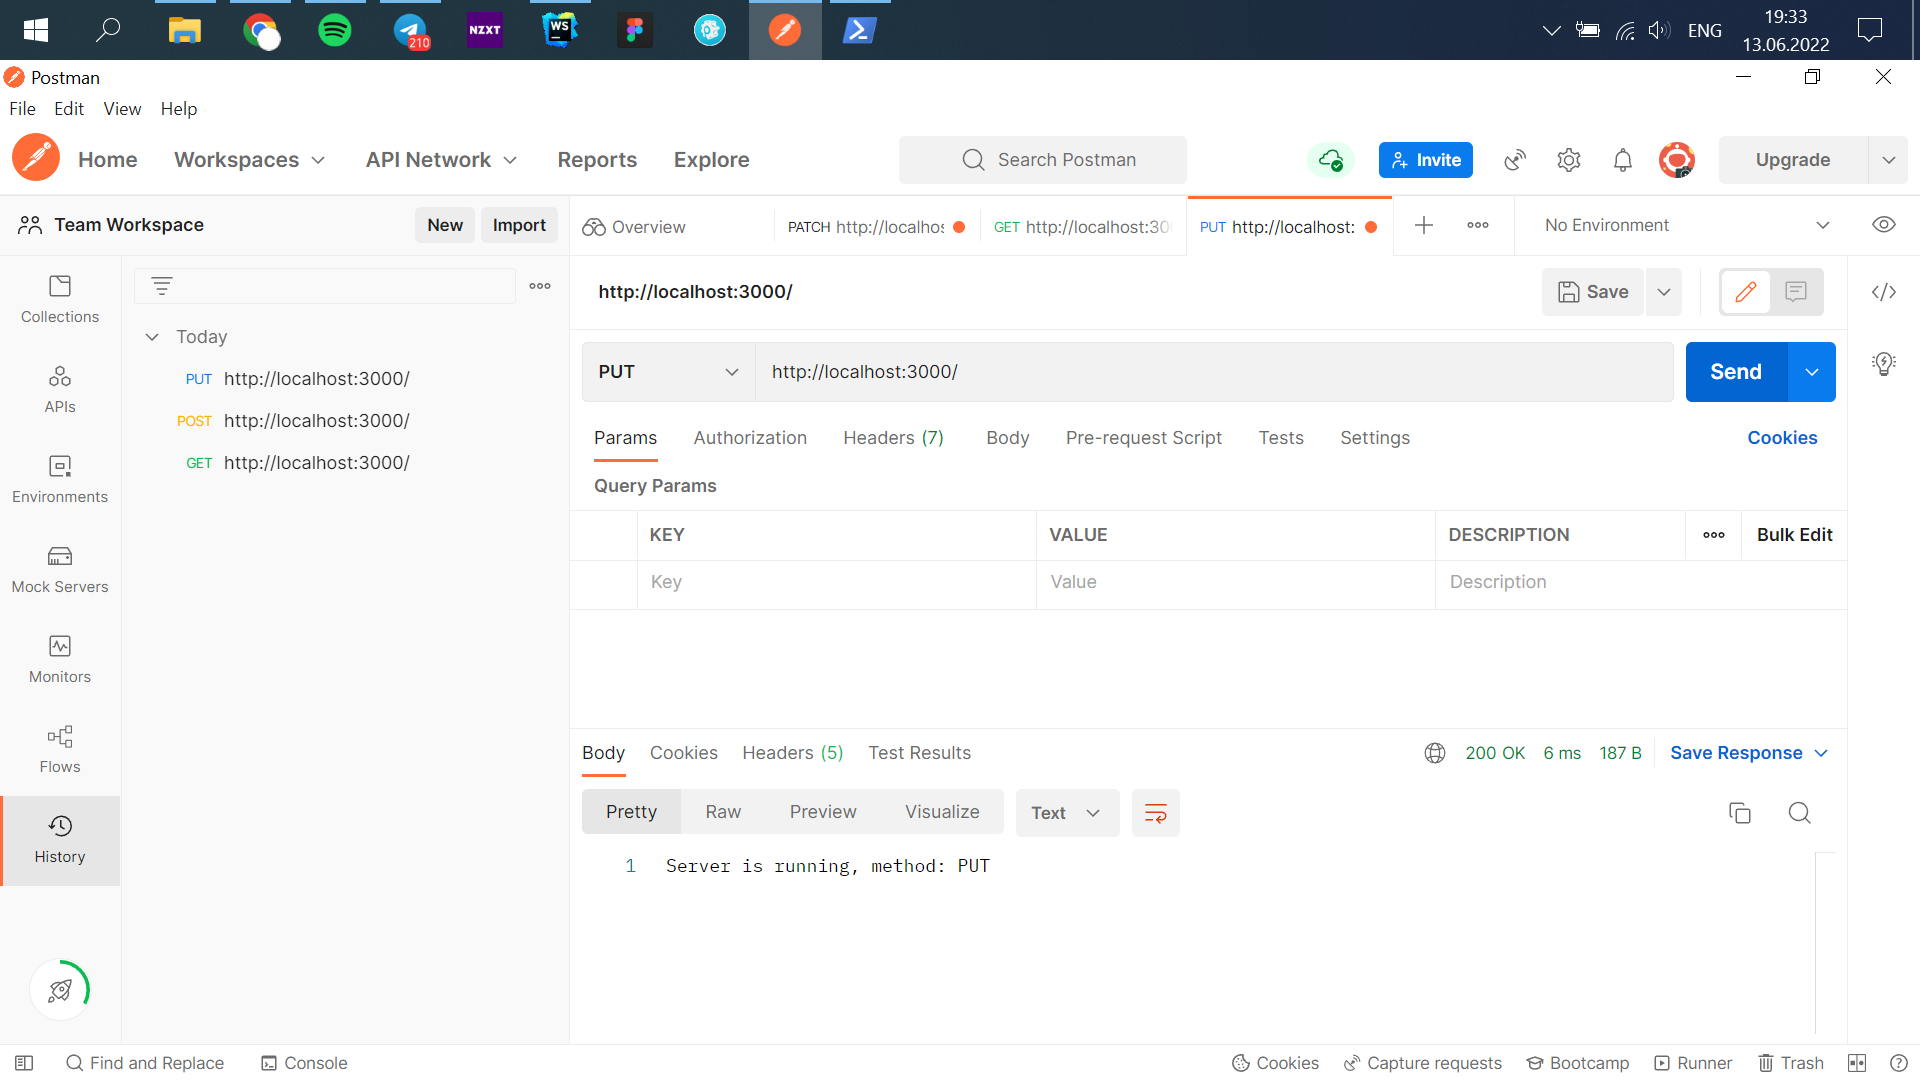 210
NZXT
WS
ENG
19:33
13.06.2022
Postman
File Edit View Help
Home Workspaces API Network Reports Explore
Search Postman
Invite
Upgrade
Team Workspace
New Import
Overview
PATCH http://localhos
GET http://localhost:30
PUT http://localhost:
No Environment
Collections
APIs
Environments
Mock Servers
Monitors
Flows
History
Today
PUT http://localhost:3000/
POST http://localhost:3000/
GET http://localhost:3000/
http://localhost:3000/
Save
PUT http://localhost:3000/
Send
Params Authorization Headers (7) Body Pre-request Script Tests Settings
Cookies
Query Params
KEY VALUE DESCRIPTION Bulk Edit
Key Value Description
Body Cookies Headers (5) Test Results
200 OK 6 ms 187 B Save Response
Pretty Raw Preview Visualize Text
1 Server is running, method: PUT
Find and Replace Console
Cookies Capture requests Bootcamp Runner Trash